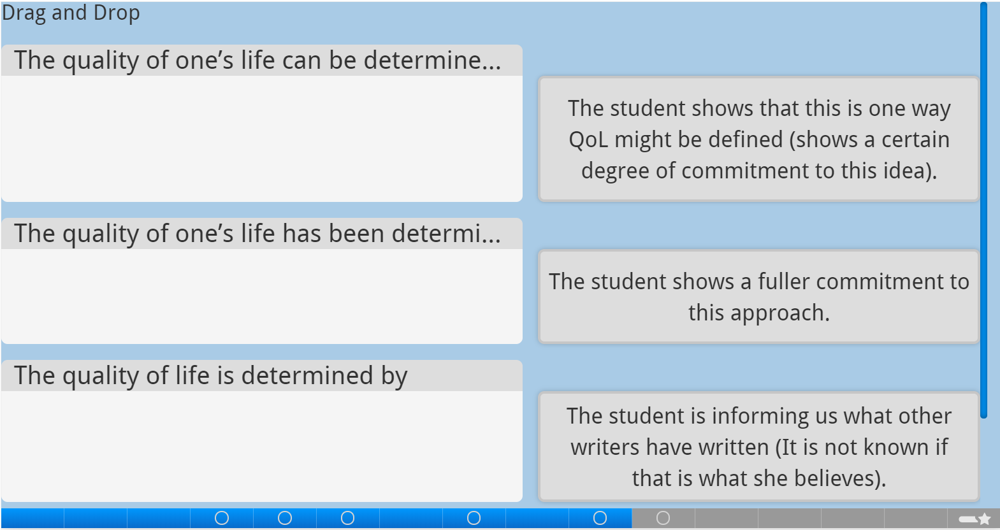 Drag and Drop
The quality of one’s life can be determine...
The student shows that this is one way
QoL might be defined (shows a certain
degree of commitment to this idea).
The quality of one’s life has been determi...
The student shows a fuller commitment to
this approach.
The quality of life is determined by
The student is informing us what other
writers have written (It is not known if
that is what she believes).